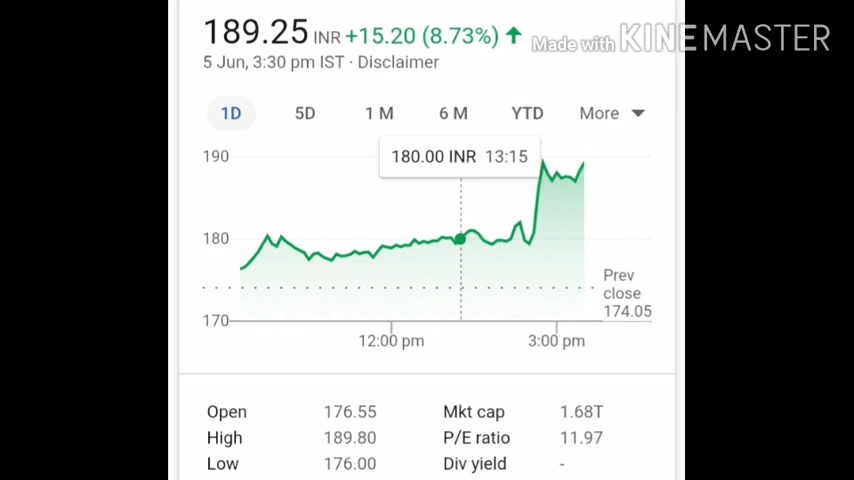 189.25 INR +15.20 (8.73%) ↑
Made with KINEMASTER
5 Jun, 3:30 pm IST · Disclaimer
1D 5D 1 M 6 M YTD More
180.00 INR 13:15
190
180
170
Prev
close
174.05
12:00 pm 3:00 pm
Open 176.55 Mkt cap 1.68T
High 189.80 P/E ratio 11.97
Low 176.00 Div yield -